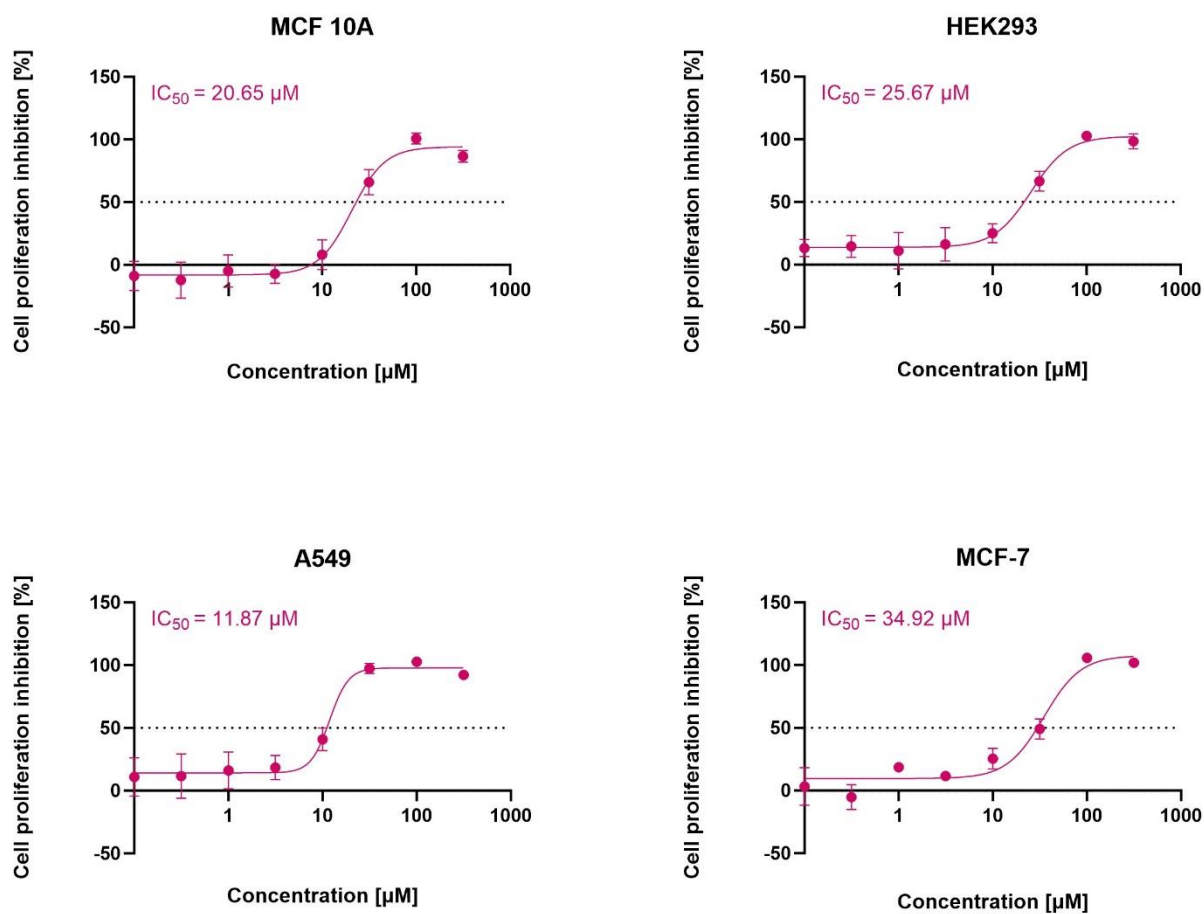 MCF 10A
Cell proliferation inhibition [%]
150
100
50
0
-50
IC50 = 20.65 µM
1
10
100
1000
Concentration [µM]
HEK293
Cell proliferation inhibition [%]
150
100
50
0
-50
IC50 = 25.67 µM
1
10
100
1000
Concentration [µM]
A549
Cell proliferation inhibition [%]
150
100
50
0
-50
IC50 = 11.87 µM
1
10
100
1000
Concentration [µM]
MCF-7
Cell proliferation inhibition [%]
150
100
50
0
-50
IC50 = 34.92 µM
1
10
100
1000
Concentration [µM]